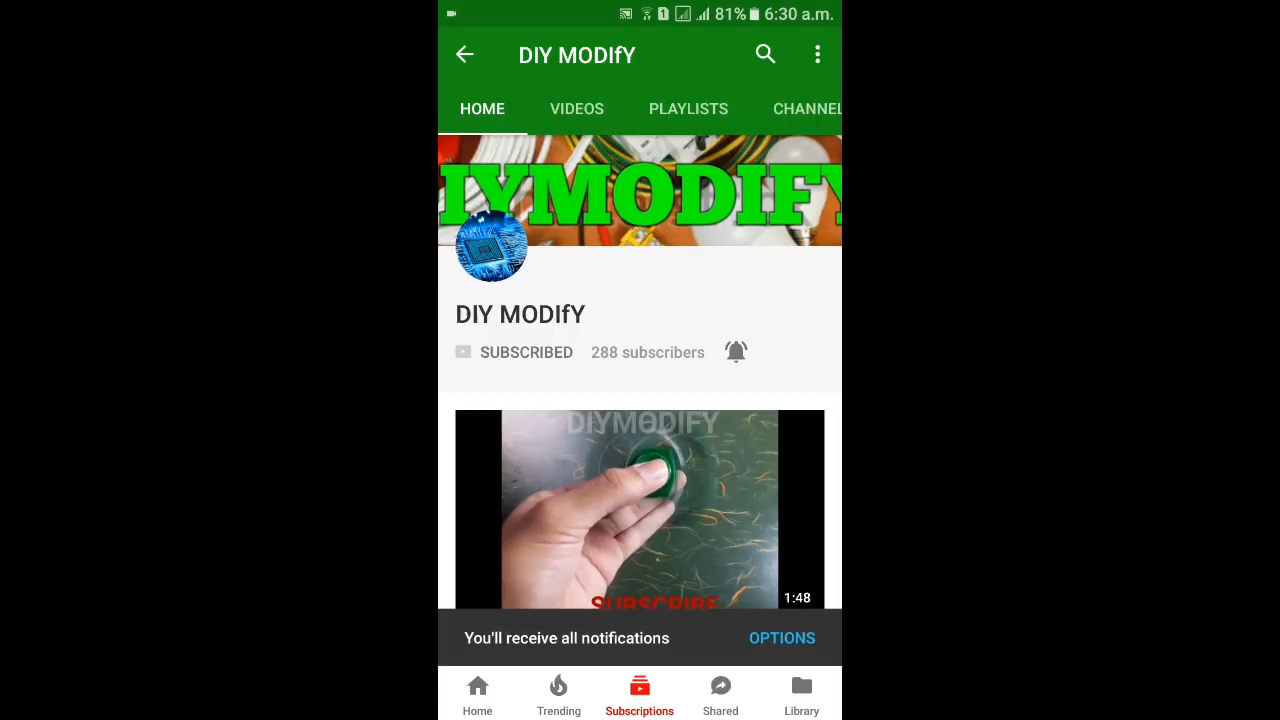 1 81% 6:30 a.m.
DIY MODIfY
HOME VIDEOS PLAYLISTS CHANNEL
IYMODIFY
DIY MODIfY
SUBSCRIBED 288 subscribers
DIYMODIFY
SUBSCRIBE
1:48
You'll receive all notifications OPTIONS
Home Trending Subscriptions Shared Library